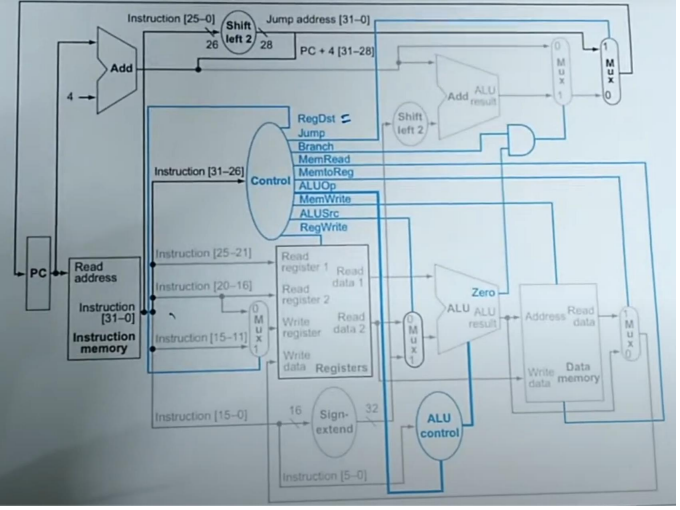 Instruction [25–0]
Shift
left 2
Jump address [31–0]
26
28
PC + 4 [31–28]
Add
4
1
M
u
x
0
0
M
u
x
1
Add
ALU
result
Shift
left 2
RegDst =
Jump
Branch
MemRead
MemtoReg
ALUOp
MemWrite
ALUSrc
RegWrite
Control
Instruction [31–26]
PC
Read
address
Instruction
[31–0]
Instruction
memory
Instruction [25–21]
Instruction [20–16]
Instruction [15–11]
0
M
u
x
1
Read
register 1
Read
register 2
Write
register
Write
data
Read
data 1
Read
data 2
Registers
0
M
u
x
1
Zero
ALU
ALU
result
Address
Read
data
Write
data
Data
memory
1
M
u
x
0
Instruction [15–0]
16
Sign-
extend
32
ALU
control
Instruction [5–0]